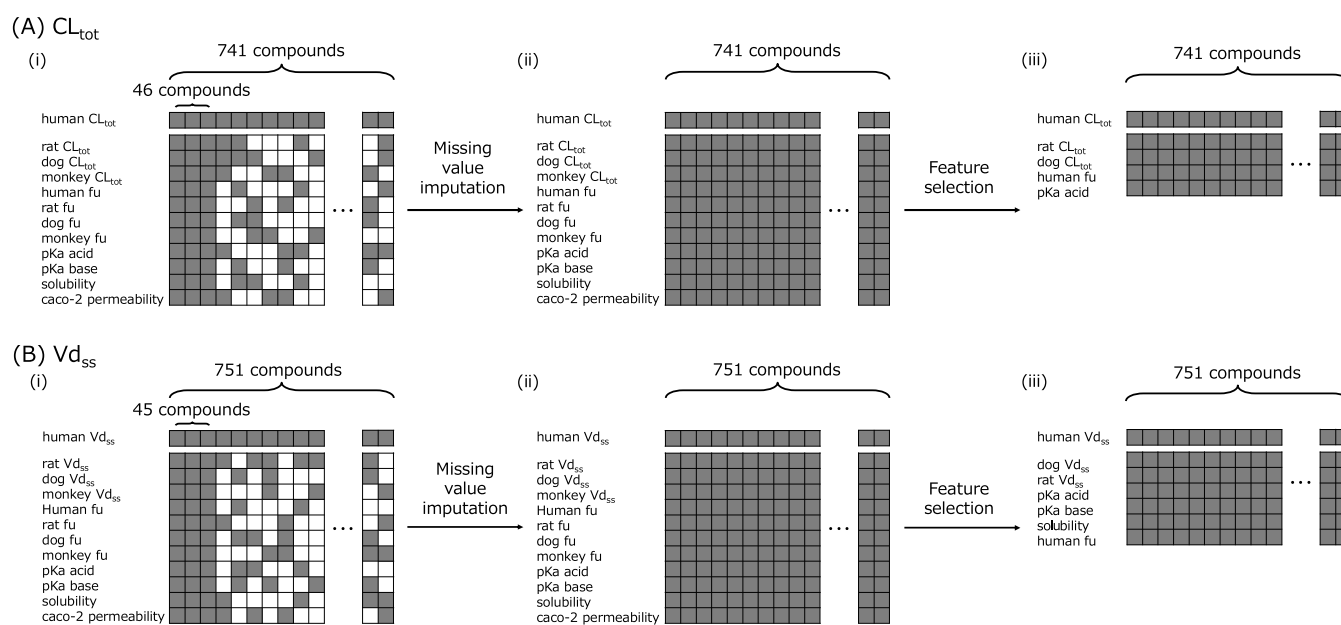 (A) CLtot
(i)
741 compounds
46 compounds
human CLtot
rat CLtot
dog CLtot
monkey CLtot
human fu
rat fu
dog fu
monkey fu
pKa acid
pKa base
solubility
caco-2 permeability
...
Missing
value
imputation
(ii)
741 compounds
human CLtot
rat CLtot
dog CLtot
monkey CLtot
human fu
rat fu
dog fu
monkey fu
pKa acid
pKa base
solubility
caco-2 permeability
...
Feature
selection
(iii)
741 compounds
human CLtot
rat CLtot
dog CLtot
human fu
pKa acid
...
(B) Vdss
(i)
751 compounds
45 compounds
human Vdss
rat Vdss
dog Vdss
monkey Vdss
Human fu
rat fu
dog fu
monkey fu
pKa acid
pKa base
solubility
caco-2 permeability
...
Missing
value
imputation
(ii)
751 compounds
human Vdss
rat Vdss
dog Vdss
monkey Vdss
Human fu
rat fu
dog fu
monkey fu
pKa acid
pKa base
solubility
caco-2 permeability
...
Feature
selection
(iii)
751 compounds
human Vdss
dog Vdss
rat Vdss
pKa acid
pKa base
solubility
human fu
...